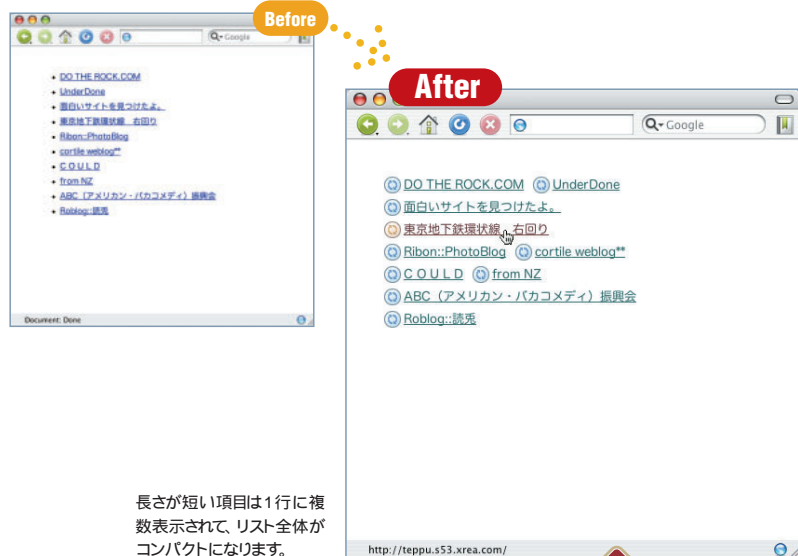 Before
Google
DO THE ROCK.COM
UnderDone
面白いサイトを見つけたよ。
東京地下鉄環状線　右回り
Ribon::PhotoBlog
cortile weblog**
C O U L D
from NZ
ABC（アメリカン・バカコメディ）振興会
Roblog::読兎
Document: Done
After
Google
DO THE ROCK.COM UnderDone
面白いサイトを見つけたよ。
東京地下鉄環状線　右回り
Ribon::PhotoBlog cortile weblog**
C O U L D from NZ
ABC（アメリカン・バカコメディ）振興会
Roblog::読兎
http://teppu.s53.xrea.com/
長さが短い項目は1行に複
数表示されて、リスト全体が
コンパクトになります。